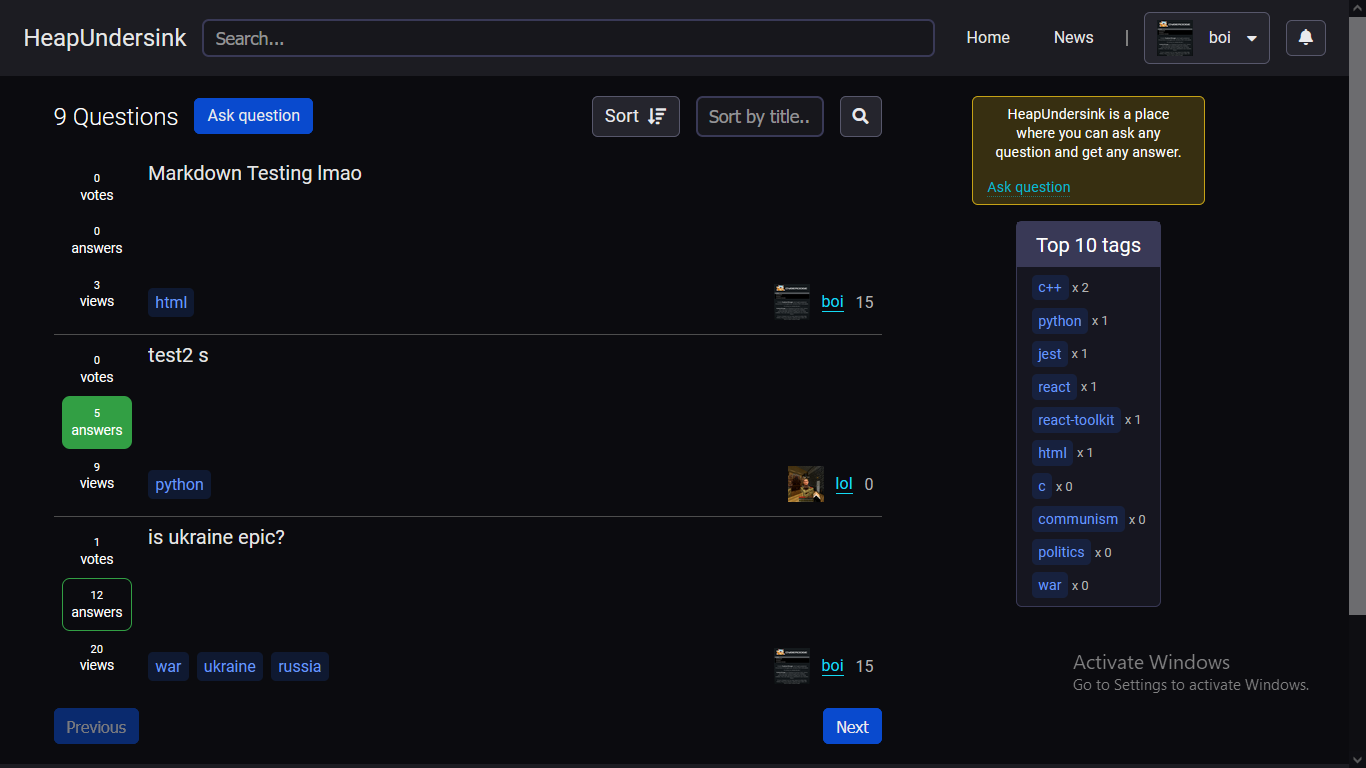 HeapUndersink
Search...
Home
News
|
boi
9 Questions
Ask question
Sort
Sort by title..
0
votes
Markdown Testing lmao
0
answers
3
views
html
boi 15
0
votes
test2 s
5
answers
9
views
python
lol 0
1
votes
is ukraine epic?
12
answers
20
views
war ukraine russia
boi 15
Previous
Next
HeapUndersink is a place
where you can ask any
question and get any answer.
Ask question
Top 10 tags
c++ x 2
python x 1
jest x 1
react x 1
react-toolkit x 1
html x 1
c x 0
communism x 0
politics x 0
war x 0
Activate Windows
Go to Settings to activate Windows.